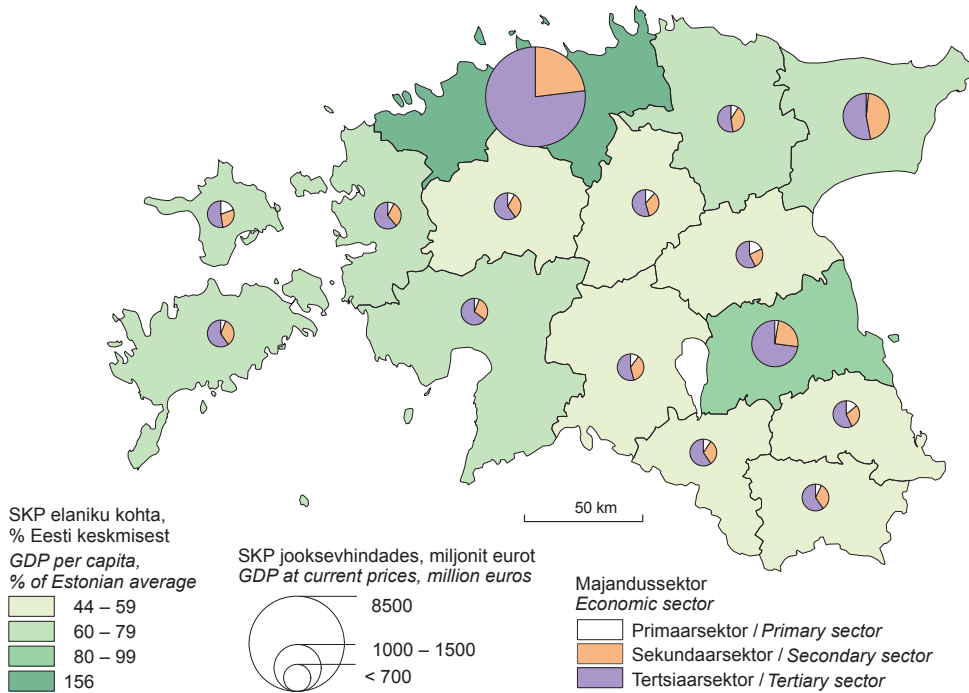 50 km
SKP elaniku kohta,
% Eesti keskmisest
GDP per capita,
% of Estonian average
44 – 59
60 – 79
80 – 99
156
SKP jooksevhindades, miljonit eurot
GDP at current prices, million euros
8500
1000 – 1500
< 700
Majandussektor
Economic sector
Primaarsektor / Primary sector
Sekundaarsektor / Secondary sector
Tertsiaarsektor / Tertiary sector